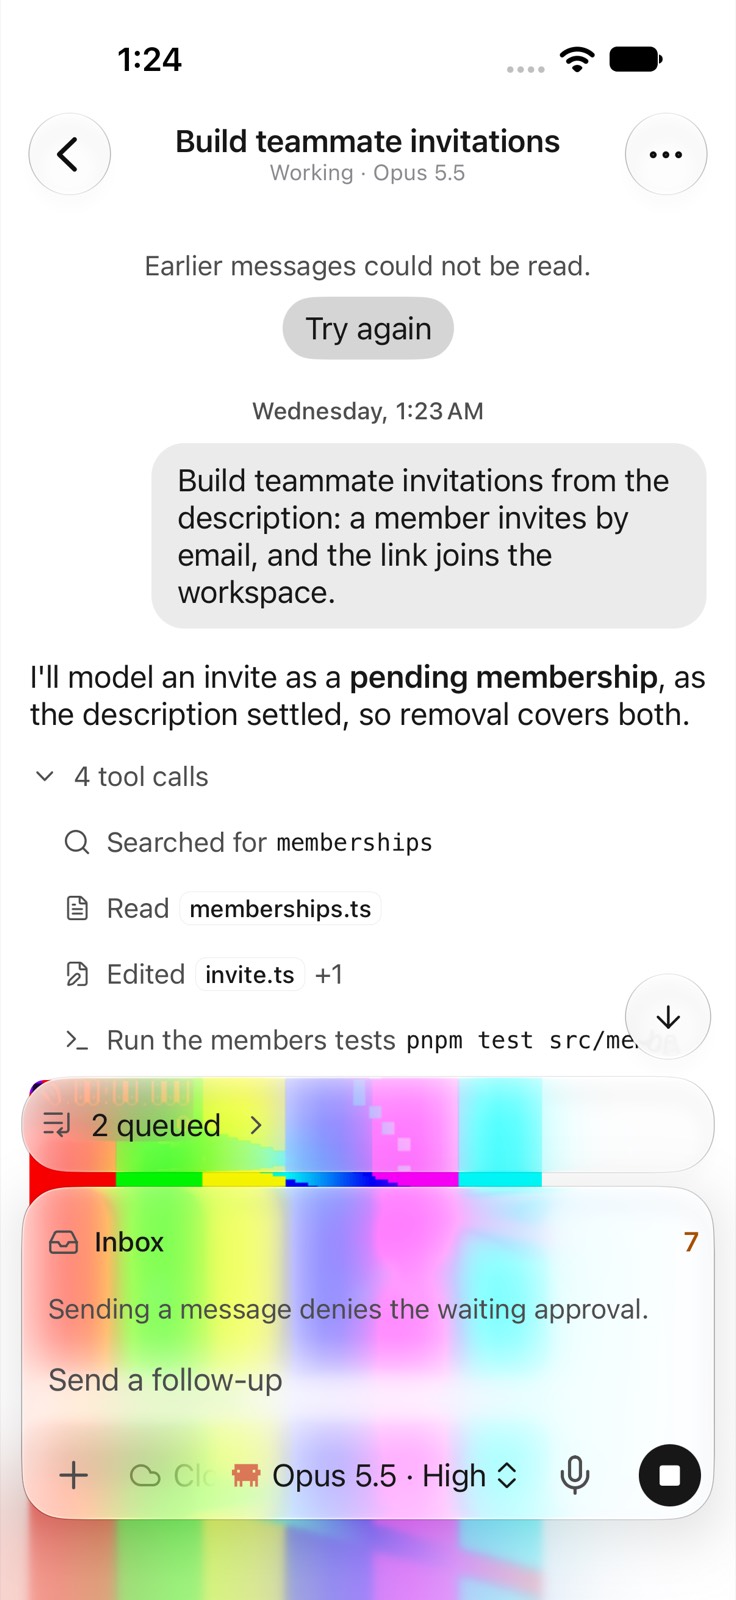 1:24
Build teammate invitations
Working · Opus 5.5
Earlier messages could not be read.
Try again
Wednesday, 1:23 AM
Build teammate invitations from the
description: a member invites by
email, and the link joins the
workspace.
I'll model an invite as a pending membership, as
the description settled, so removal covers both.
4 tool calls
Searched for memberships
Read memberships.ts
Edited invite.ts +1
Run the members tests pnpm test src/me
2 queued
Inbox 7
Sending a message denies the waiting approval.
Send a follow-up
Opus 5.5 · High